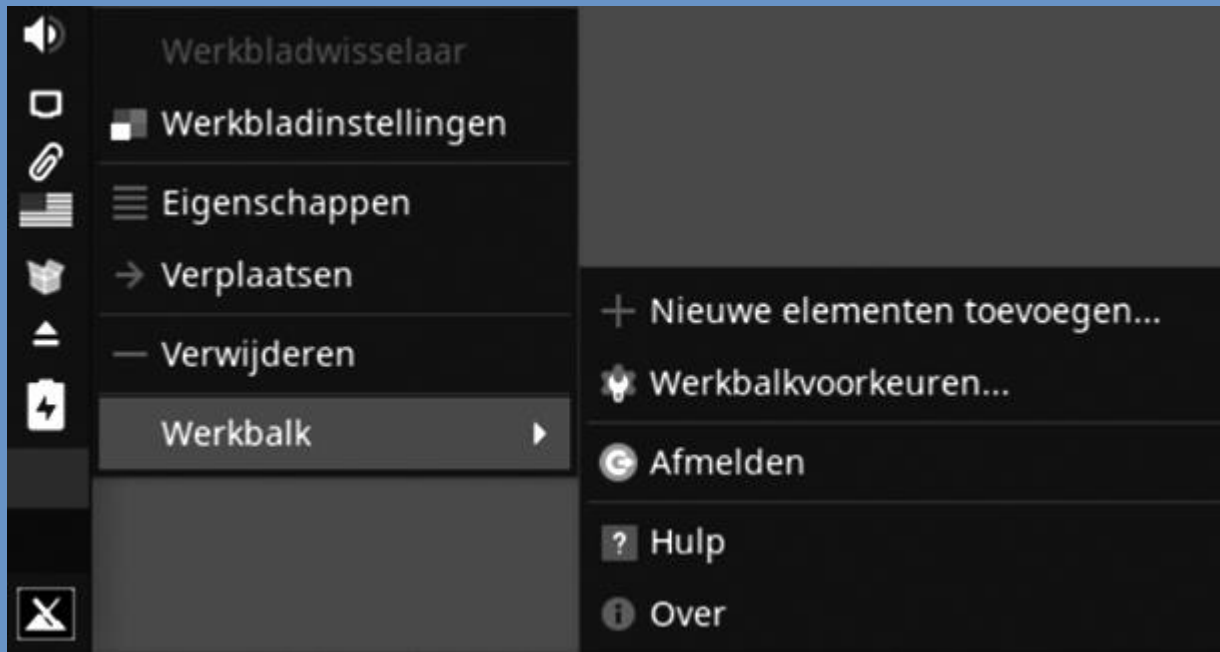 Werkbladwisselaar
Werkbladinstellingen
Eigenschappen
Verplaatsen
Verwijderen
Werkbalk
Nieuwe elementen toevoegen...
Werkbalkvoorkeuren...
Afmelden
Hulp
Over